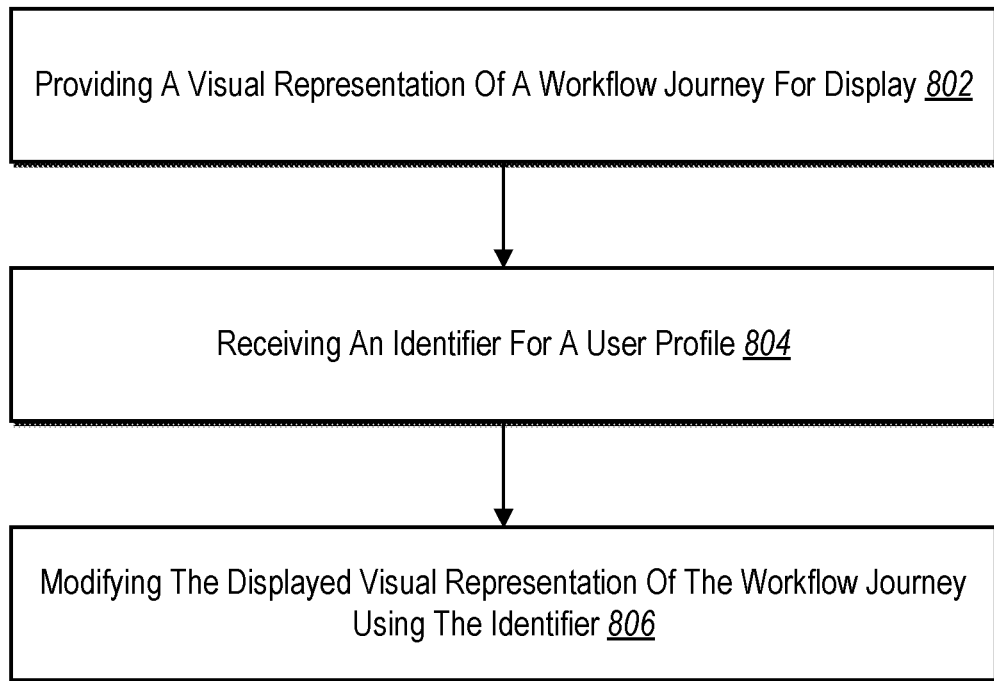 Providing A Visual Representation Of A Workflow Journey For Display 802
Receiving An Identifier For A User Profile 804
Modifying The Displayed Visual Representation Of The Workflow Journey
Using The Identifier 806